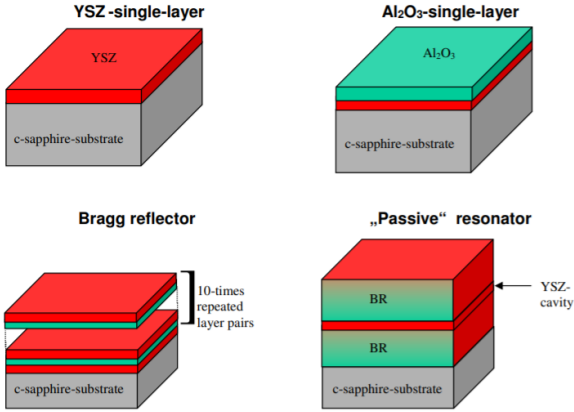 YSZ-single-layer
Al₂O₃-single-layer
YSZ
Al₂O₃
c-sapphire-substrate
c-sapphire-substrate
Bragg reflector
„Passive“ resonator
10-times
repeated
layer pairs
BR
YSZ-
cavity
BR
c-sapphire-substrate
c-sapphire-substrate